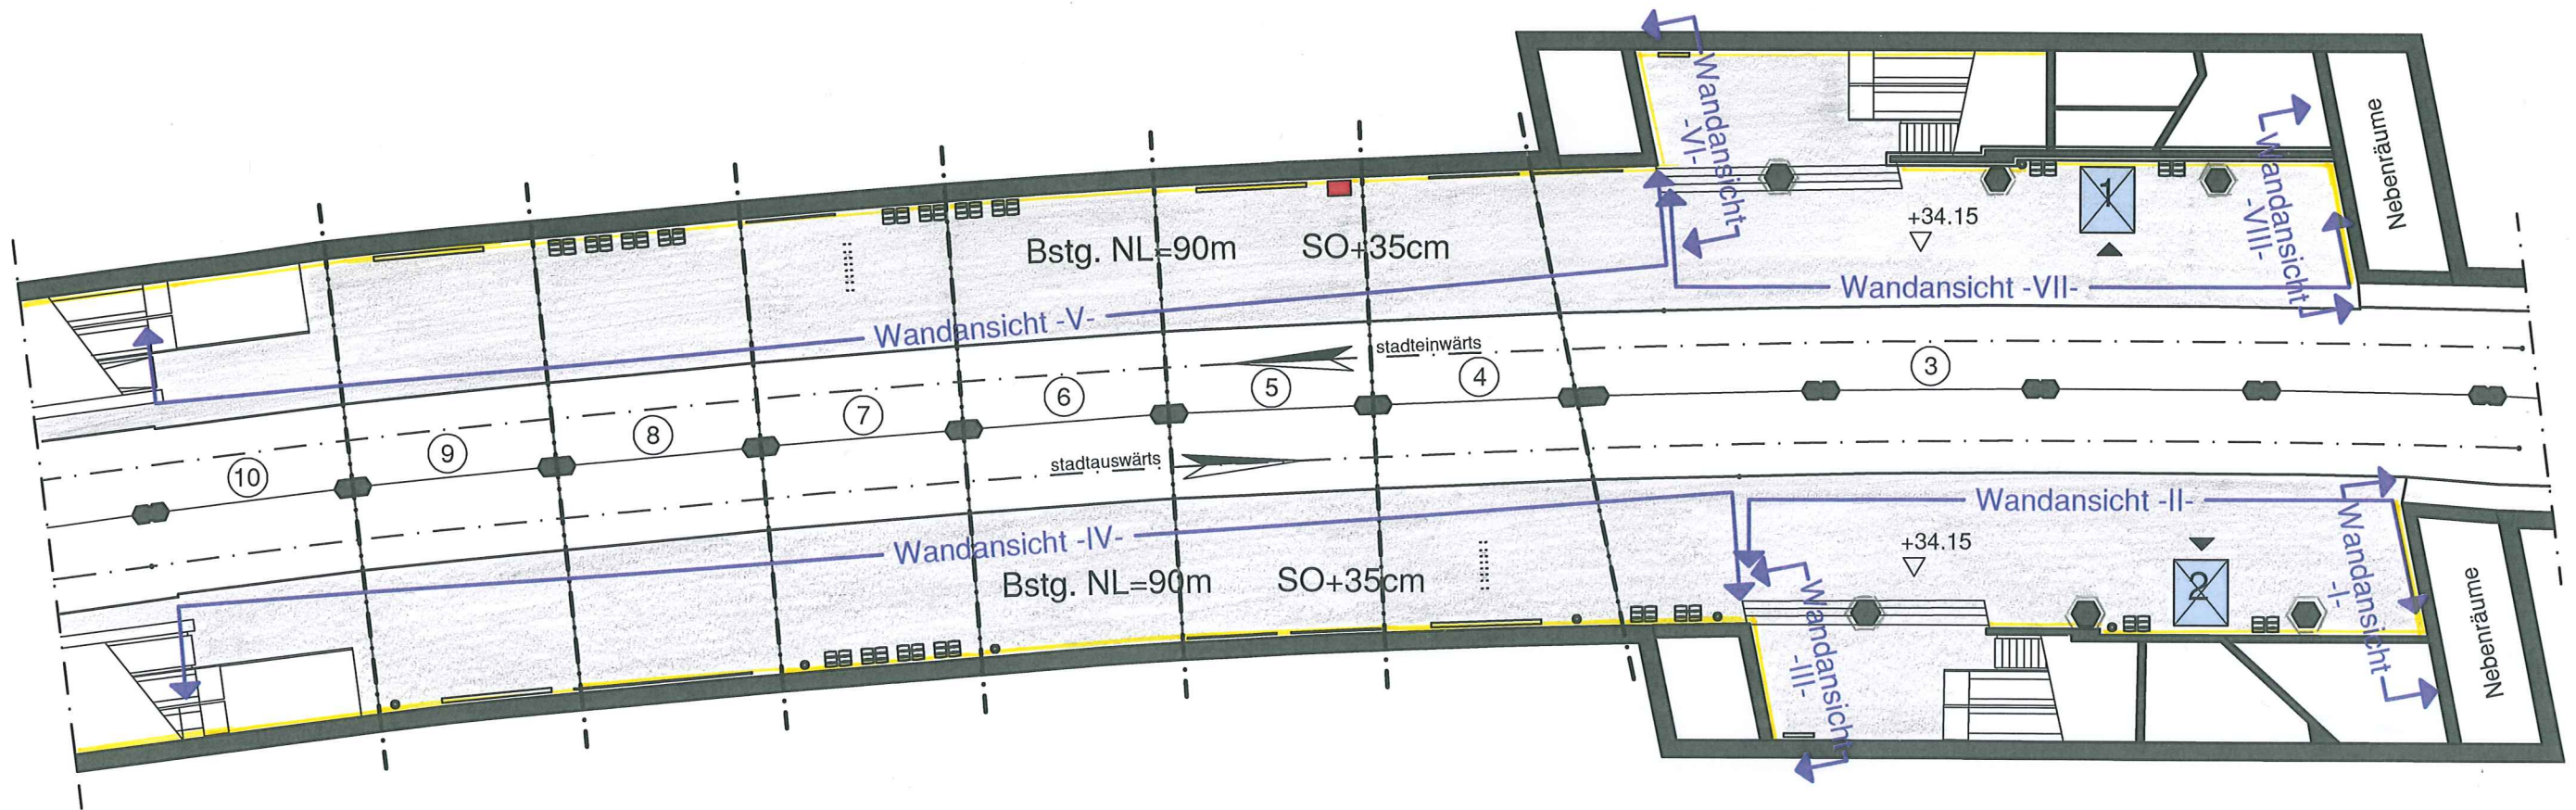 Wandansicht
-VI-
Wandansicht
-VIII-
Nebenräume
1
+34.15
Bstg. NL=90m
SO+35cm
Wandansicht -VII-
Wandansicht -V-
stadteinwärts
3
4
5
6
7
8
9
10
stadtauswärts
Wandansicht -II-
Wandansicht -IV-
+34.15
2
Wandansicht
-I-
Bstg. NL=90m
SO+35cm
Wandansicht
-III-
Nebenräume